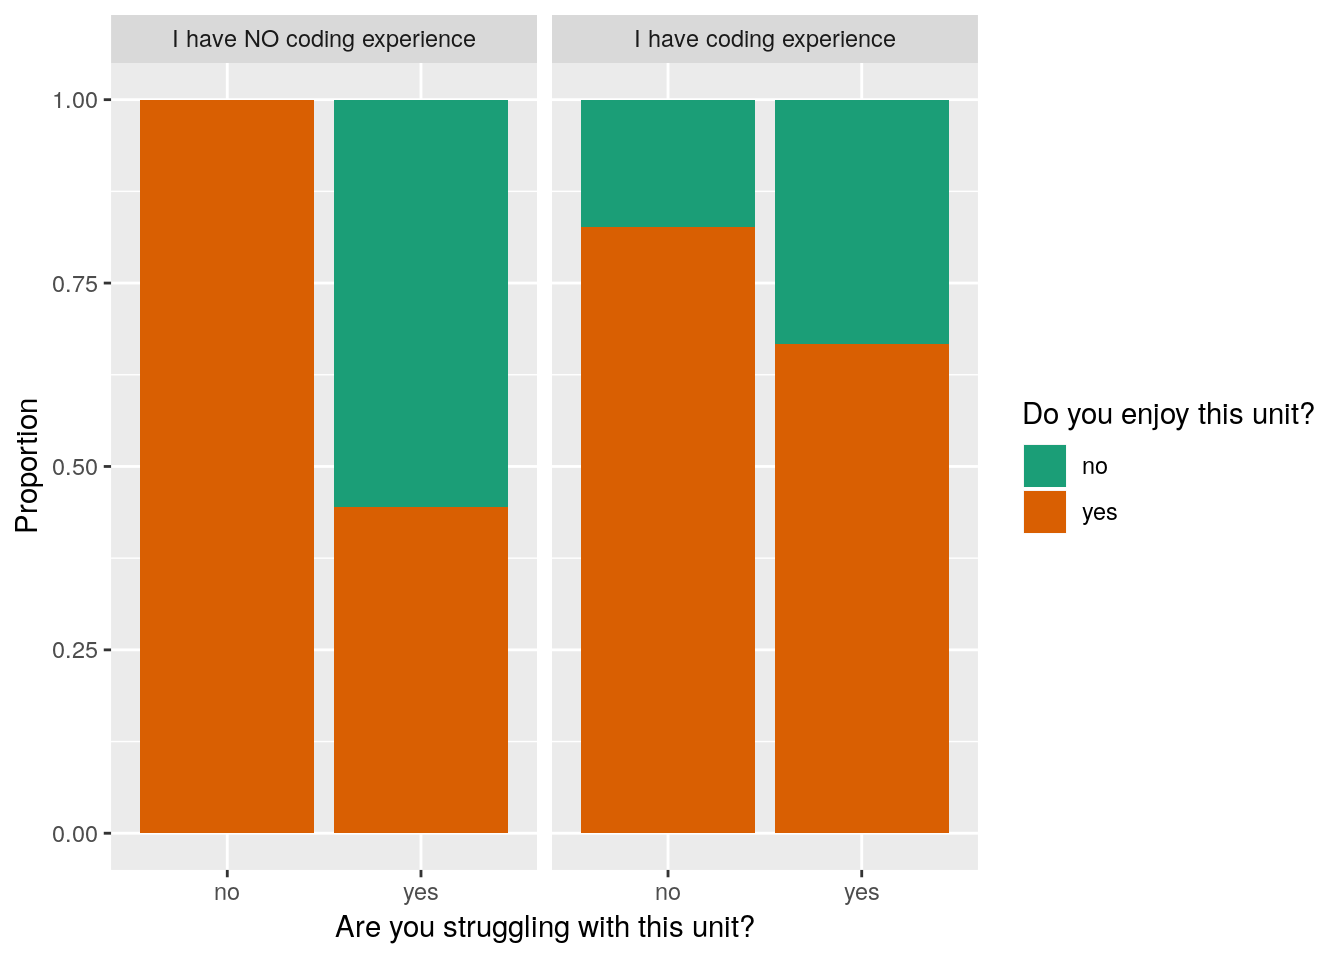 I have NO coding experience
I have coding experience
1.00
0.75
0.50
0.25
0.00
Proportion
no
yes
no
yes
Are you struggling with this unit?
Do you enjoy this unit?
no
yes